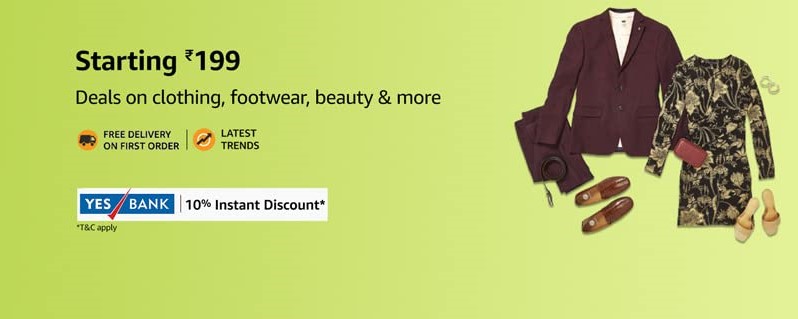 Starting ₹199
Deals on clothing, footwear, beauty & more
FREE DELIVERY
ON FIRST ORDER
LATEST
TRENDS
YES BANK
10% Instant Discount*
*T&C apply